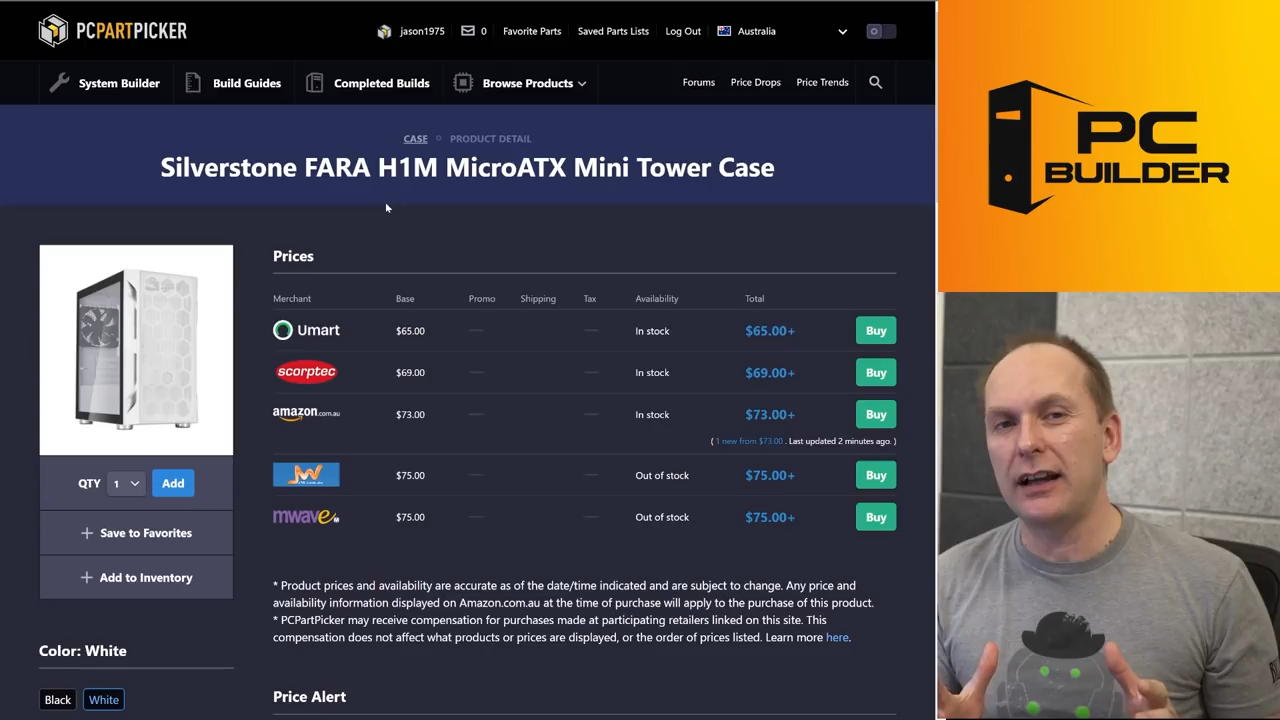 PCPARTPICKER
jason1975
0
Favorite Parts
Saved Parts Lists
Log Out
Australia
System Builder
Build Guides
Completed Builds
Browse Products
Forums
Price Drops
Price Trends
CASE
PRODUCT DETAIL
Silverstone FARA H1M MicroATX Mini Tower Case
PC
BUILDER
Prices
Merchant Base Promo Shipping Tax Availability Total
Umart $65.00 In stock $65.00+ Buy
scorptec $69.00 In stock $69.00+ Buy
amazon.com.au $73.00 In stock $73.00+ Buy
( 1 new from $73.00 . Last updated 2 minutes ago. )
$75.00 Out of stock $75.00+ Buy
mwave $75.00 Out of stock $75.00+ Buy
QTY 1 Add
+ Save to Favorites
+ Add to Inventory
* Product prices and availability are accurate as of the date/time indicated and are subject to change. Any price and
availability information displayed on Amazon.com.au at the time of purchase will apply to the purchase of this product.
* PCPartPicker may receive compensation for purchases made at participating retailers linked on this site. This
compensation does not affect what products or prices are displayed, or the order of prices listed. Learn more here.
Color: White
Black White
Price Alert